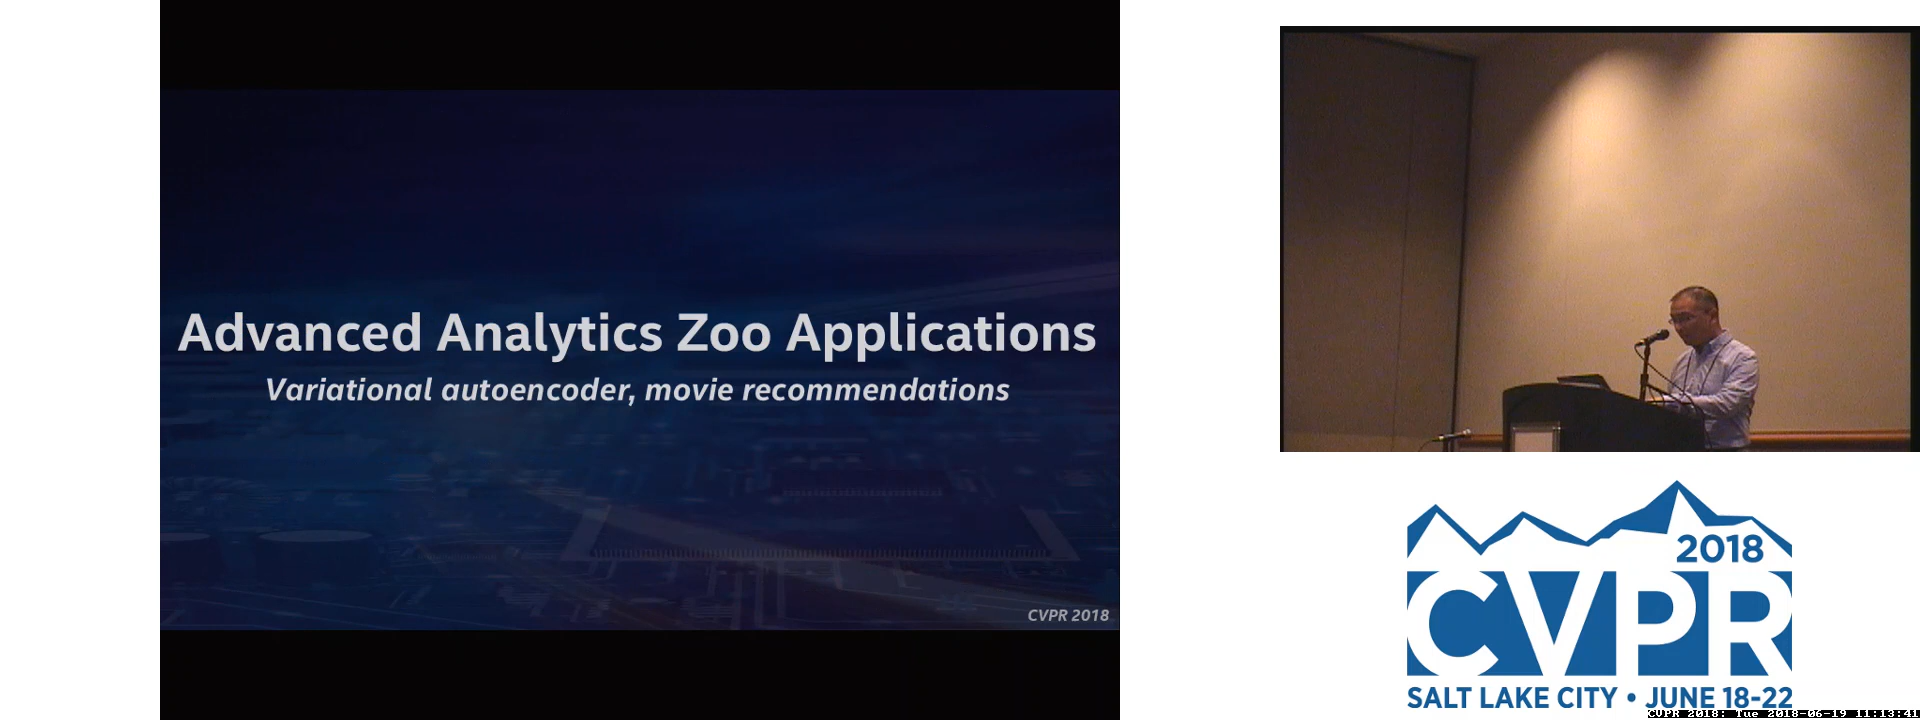 Advanced Analytics Zoo Applications
Variational autoencoder, movie recommendations
CVPR 2018
2018
CVPR
SALT LAKE CITY • JUNE 18-22
CVPR 2018: Tue 2018-06-19 11:13:41